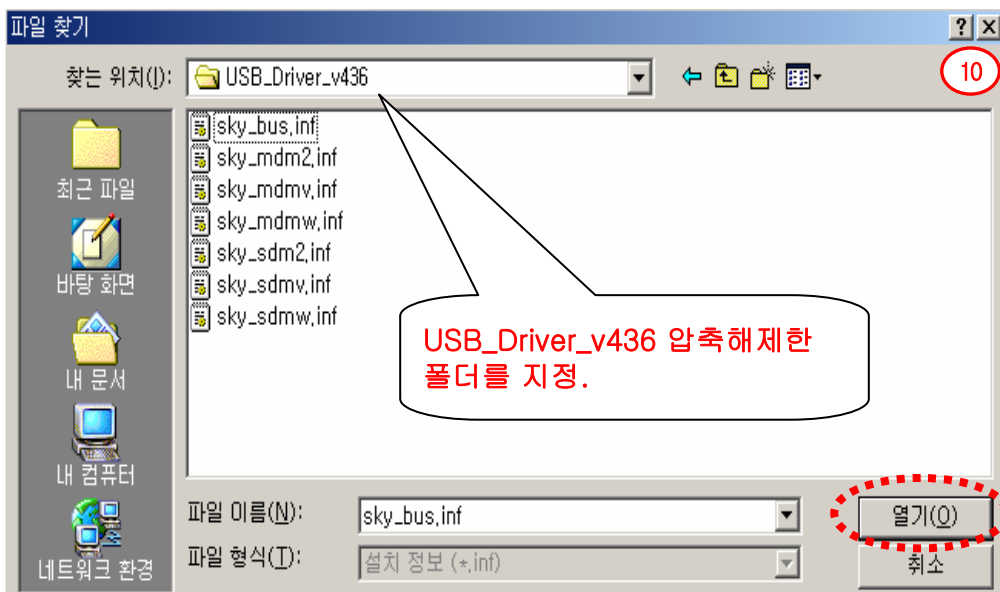 파일 찾기
찾는 위치(I):
USB_Driver_v436
10
sky_bus.inf
sky_mdm2.inf
sky_mdmv.inf
sky_mdmw.inf
sky_sdm2.inf
sky_sdmv.inf
sky_sdmw.inf
최근 파일
바탕 화면
내 문서
내 컴퓨터
네트워크 환경
USB_Driver_v436 압축해제한
폴더를 지정.
파일 이름(N):
sky_bus.inf
열기(O)
파일 형식(T):
설치 정보 (*.inf)
취소